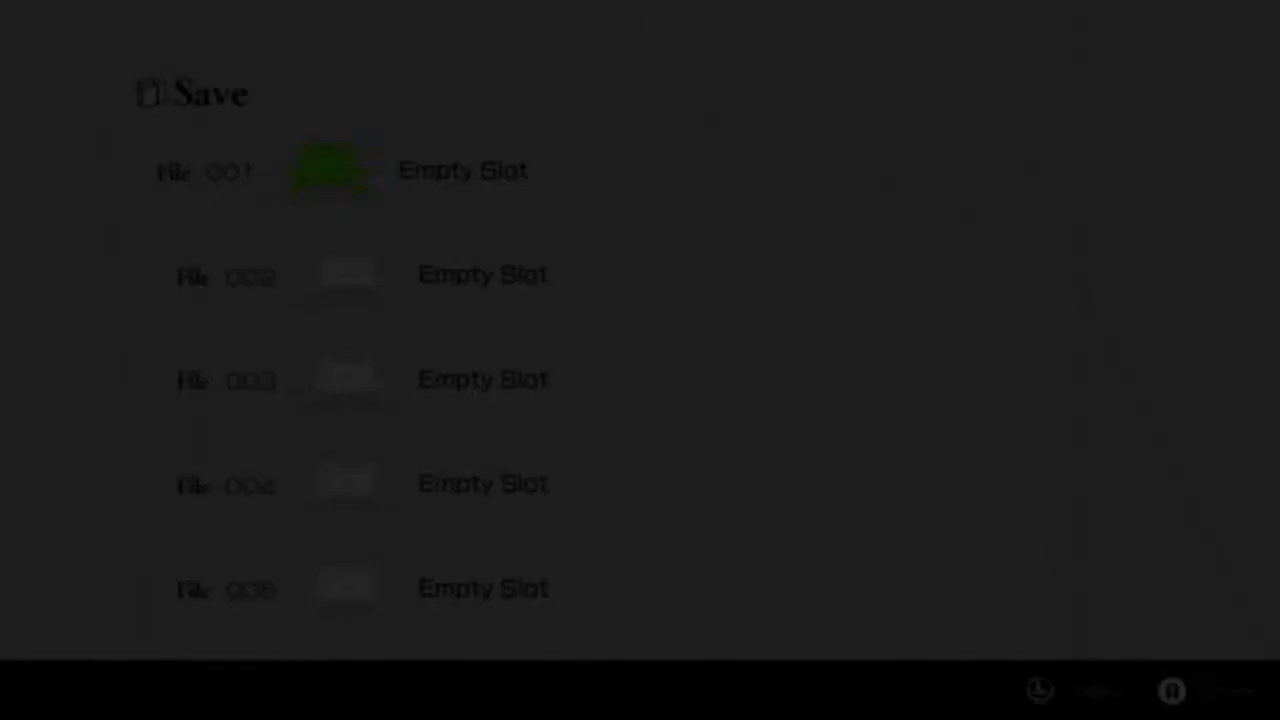 Save
File 001 Empty Slot
File 002 Empty Slot
File 003 Empty Slot
File 004 Empty Slot
File 005 Empty Slot